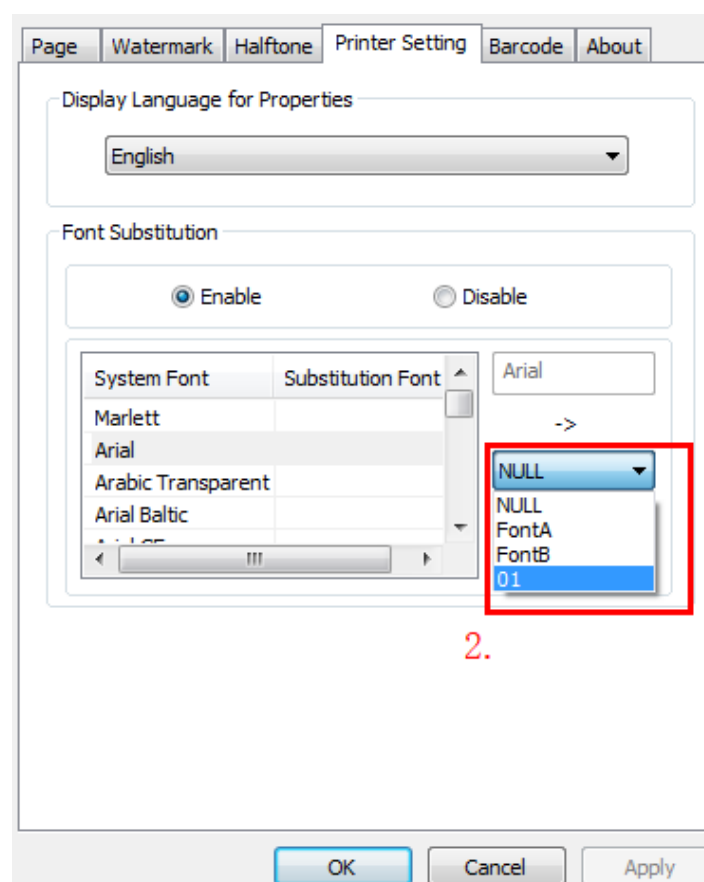 Page Watermark Halftone Printer Setting Barcode About
Display Language for Properties
English
Font Substitution
Enable Disable
System Font Substitution Font
Marlett
Arial
Arabic Transparent
Arial Baltic
Arial
->
NULL
NULL
FontA
FontB
01
2.
OK Cancel Apply